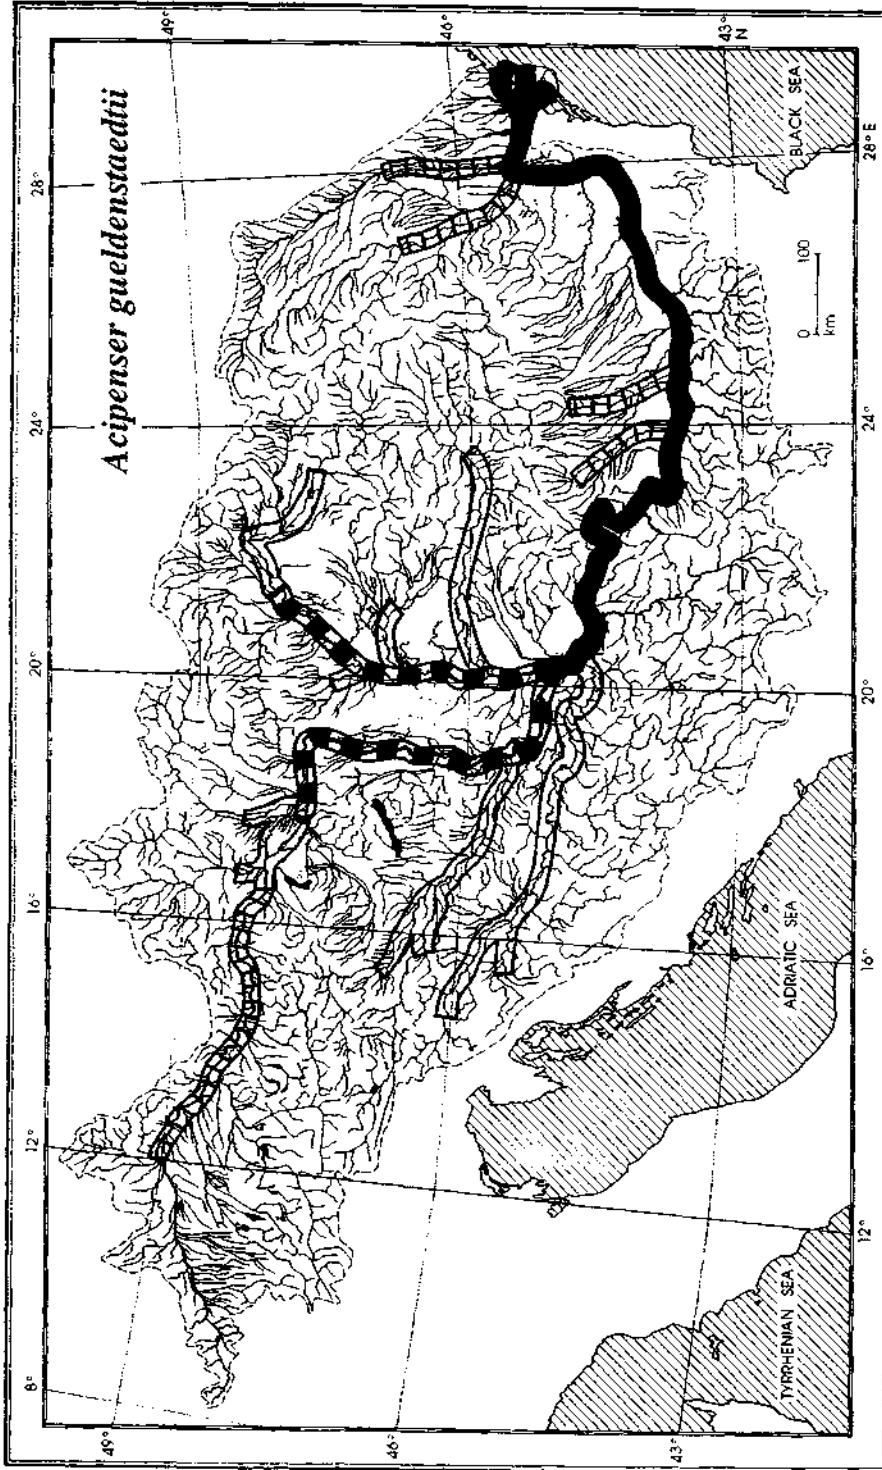 Acipenser gueldenstaedtii
8°
12°
16°
20°
24°
28°
49°
46°
43°
49°
46°
43°
N
12°
16°
20°
24°
28° E
TYRRHENIAN SEA
ADRIATIC SEA
BLACK SEA
0 100
km